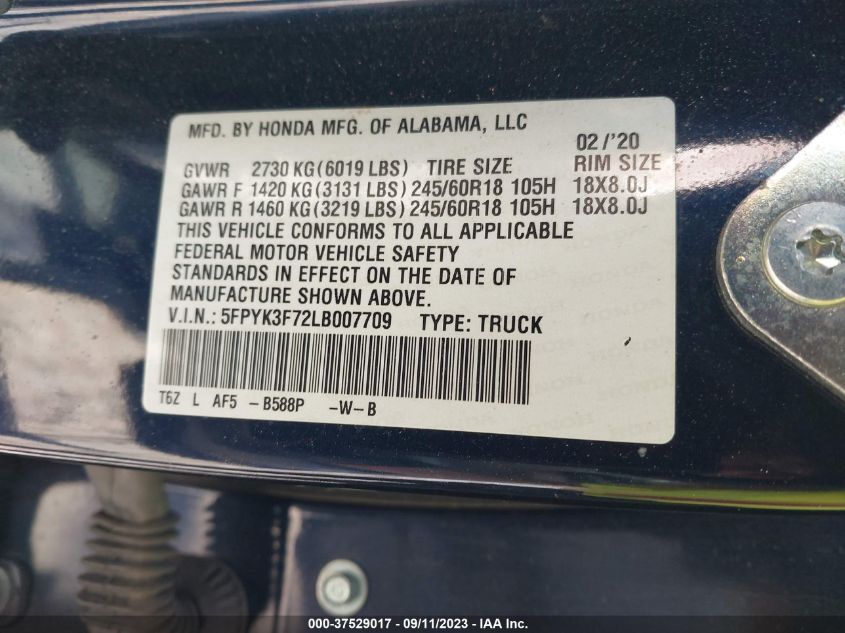 MFD. BY HONDA MFG. OF ALABAMA, LLC
02/'20
GVWR 2730 KG(6019 LBS) TIRE SIZE RIM SIZE
GAWR F 1420 KG(3131 LBS) 245/60R18 105H 18X8.0J
GAWR R 1460 KG(3219 LBS) 245/60R18 105H 18X8.0J
THIS VEHICLE CONFORMS TO ALL APPLICABLE
FEDERAL MOTOR VEHICLE SAFETY
STANDARDS IN EFFECT ON THE DATE OF
MANUFACTURE SHOWN ABOVE.
V.I.N.: 5FPYK3F72LB007709 TYPE: TRUCK
T6Z L AF5 -B588P -W-B
000-37529017 - 09/11/2023 - IAA Inc.